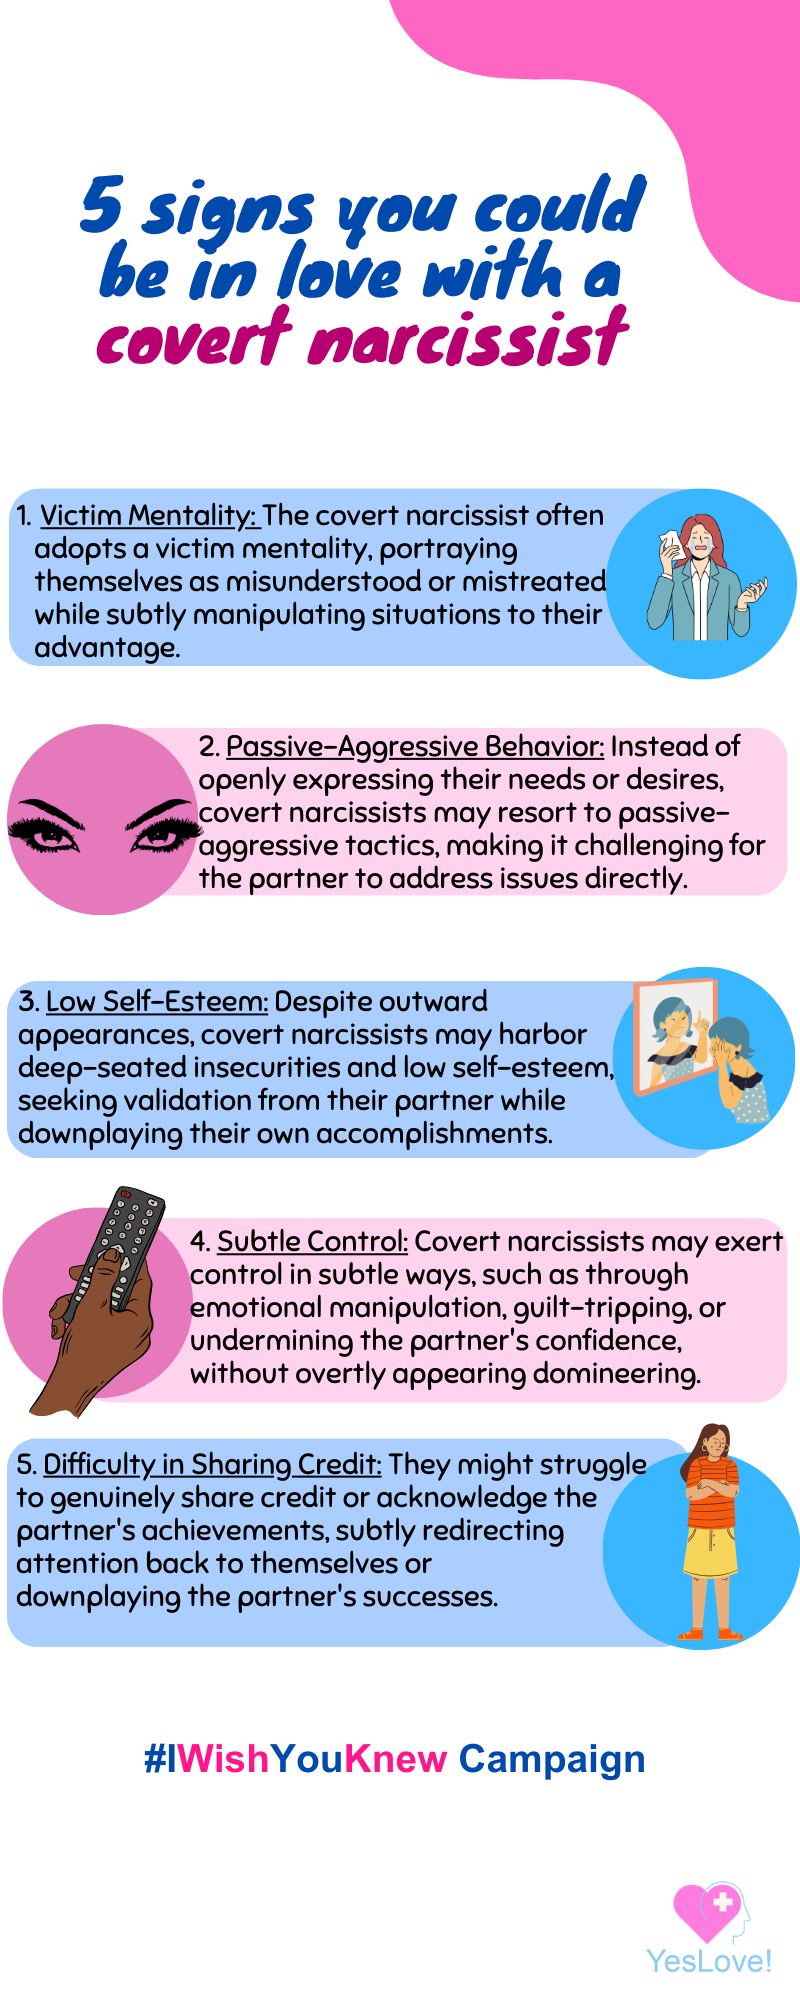 5 signs you could
be in love with a
covert narcissist
1. Victim Mentality: The covert narcissist often
adopts a victim mentality, portraying
themselves as misunderstood or mistreated
while subtly manipulating situations to their
advantage.
2. Passive-Aggressive Behavior: Instead of
openly expressing their needs or desires,
covert narcissists may resort to passive-
aggressive tactics, making it challenging for
the partner to address issues directly.
3. Low Self-Esteem: Despite outward
appearances, covert narcissists may harbor
deep-seated insecurities and low self-esteem,
seeking validation from their partner while
downplaying their own accomplishments.
4. Subtle Control: Covert narcissists may exert
control in subtle ways, such as through
emotional manipulation, guilt-tripping, or
undermining the partner's confidence,
without overtly appearing domineering.
5. Difficulty in Sharing Credit: They might struggle
to genuinely share credit or acknowledge the
partner's achievements, subtly redirecting
attention back to themselves or
downplaying the partner's successes.
#IWishYouKnew Campaign
YesLove!